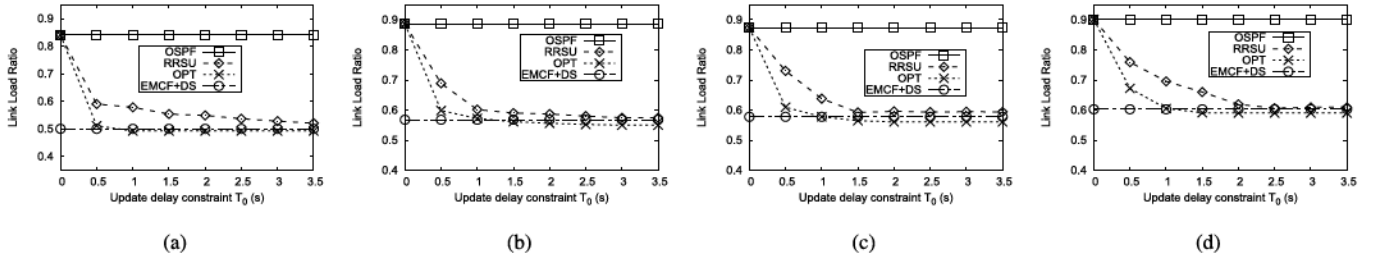 Link Load Ratio
0.9
0.8
0.7
0.6
0.5
0.4
OSPF
RRSU
OPT
EMCF+DS
0 0.5 1 1.5 2 2.5 3 3.5
Update delay constraint T0 (s)
(a)
Link Load Ratio
0.9
0.8
0.7
0.6
0.5
0.4
OSPF
RRSU
OPT
EMCF+DS
0 0.5 1 1.5 2 2.5 3 3.5
Update delay constraint T0 (s)
(b)
Link Load Ratio
0.9
0.8
0.7
0.6
0.5
0.4
OSPF
RRSU
OPT
EMCF+DS
0 0.5 1 1.5 2 2.5 3 3.5
Update delay constraint T0 (s)
(c)
Link Load Ratio
0.9
0.8
0.7
0.6
0.5
0.4
OSPF
RRSU
OPT
EMCF+DS
0 0.5 1 1.5 2 2.5 3 3.5
Update delay constraint T0 (s)
(d)